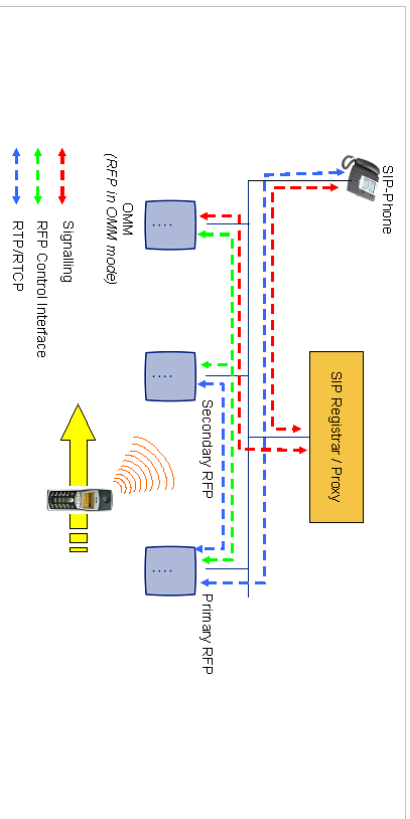 SIP-Phone
SIP Registrar / Proxy
OMM
(RFP in OMM mode)
Secondary RFP
Primary RFP
Signalling
RFP Control Interface
RTP/RTCP